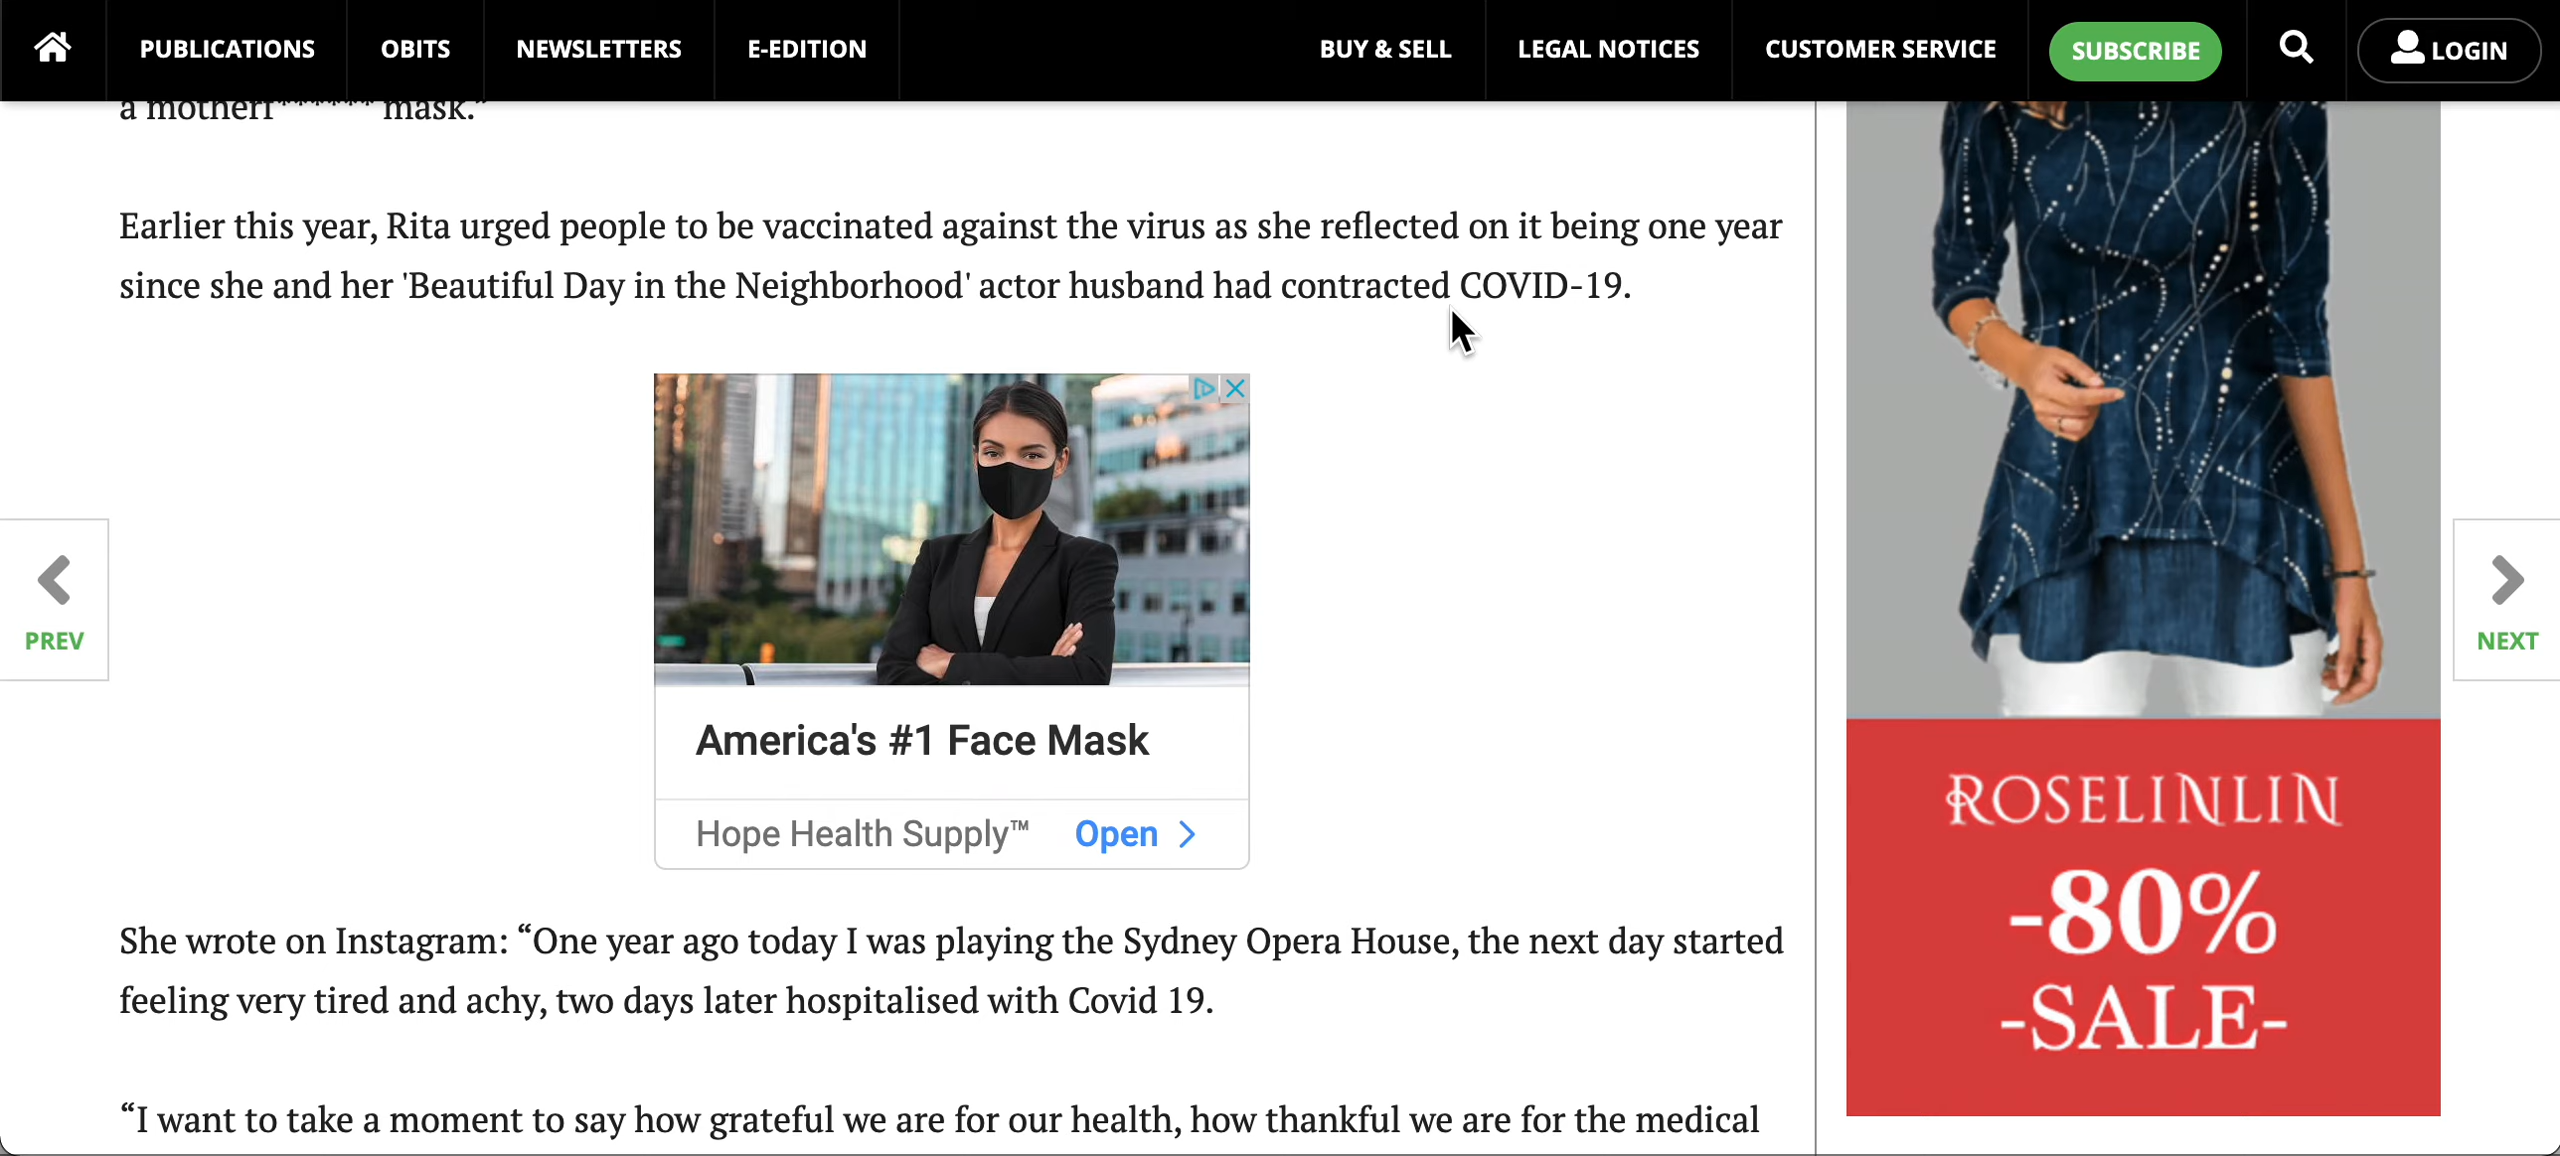 PUBLICATIONS
OBITS
NEWSLETTERS
E-EDITION
BUY & SELL
LEGAL NOTICES
CUSTOMER SERVICE
SUBSCRIBE
LOGIN
a motherf****** mask.”
Earlier this year, Rita urged people to be vaccinated against the virus as she reflected on it being one year
since she and her 'Beautiful Day in the Neighborhood' actor husband had contracted COVID-19.
PREV
NEXT
America's #1 Face Mask
Hope Health Supply™ Open
She wrote on Instagram: “One year ago today I was playing the Sydney Opera House, the next day started
feeling very tired and achy, two days later hospitalised with Covid 19.
“I want to take a moment to say how grateful we are for our health, how thankful we are for the medical
ROSELINLIN
-80%
-SALE-